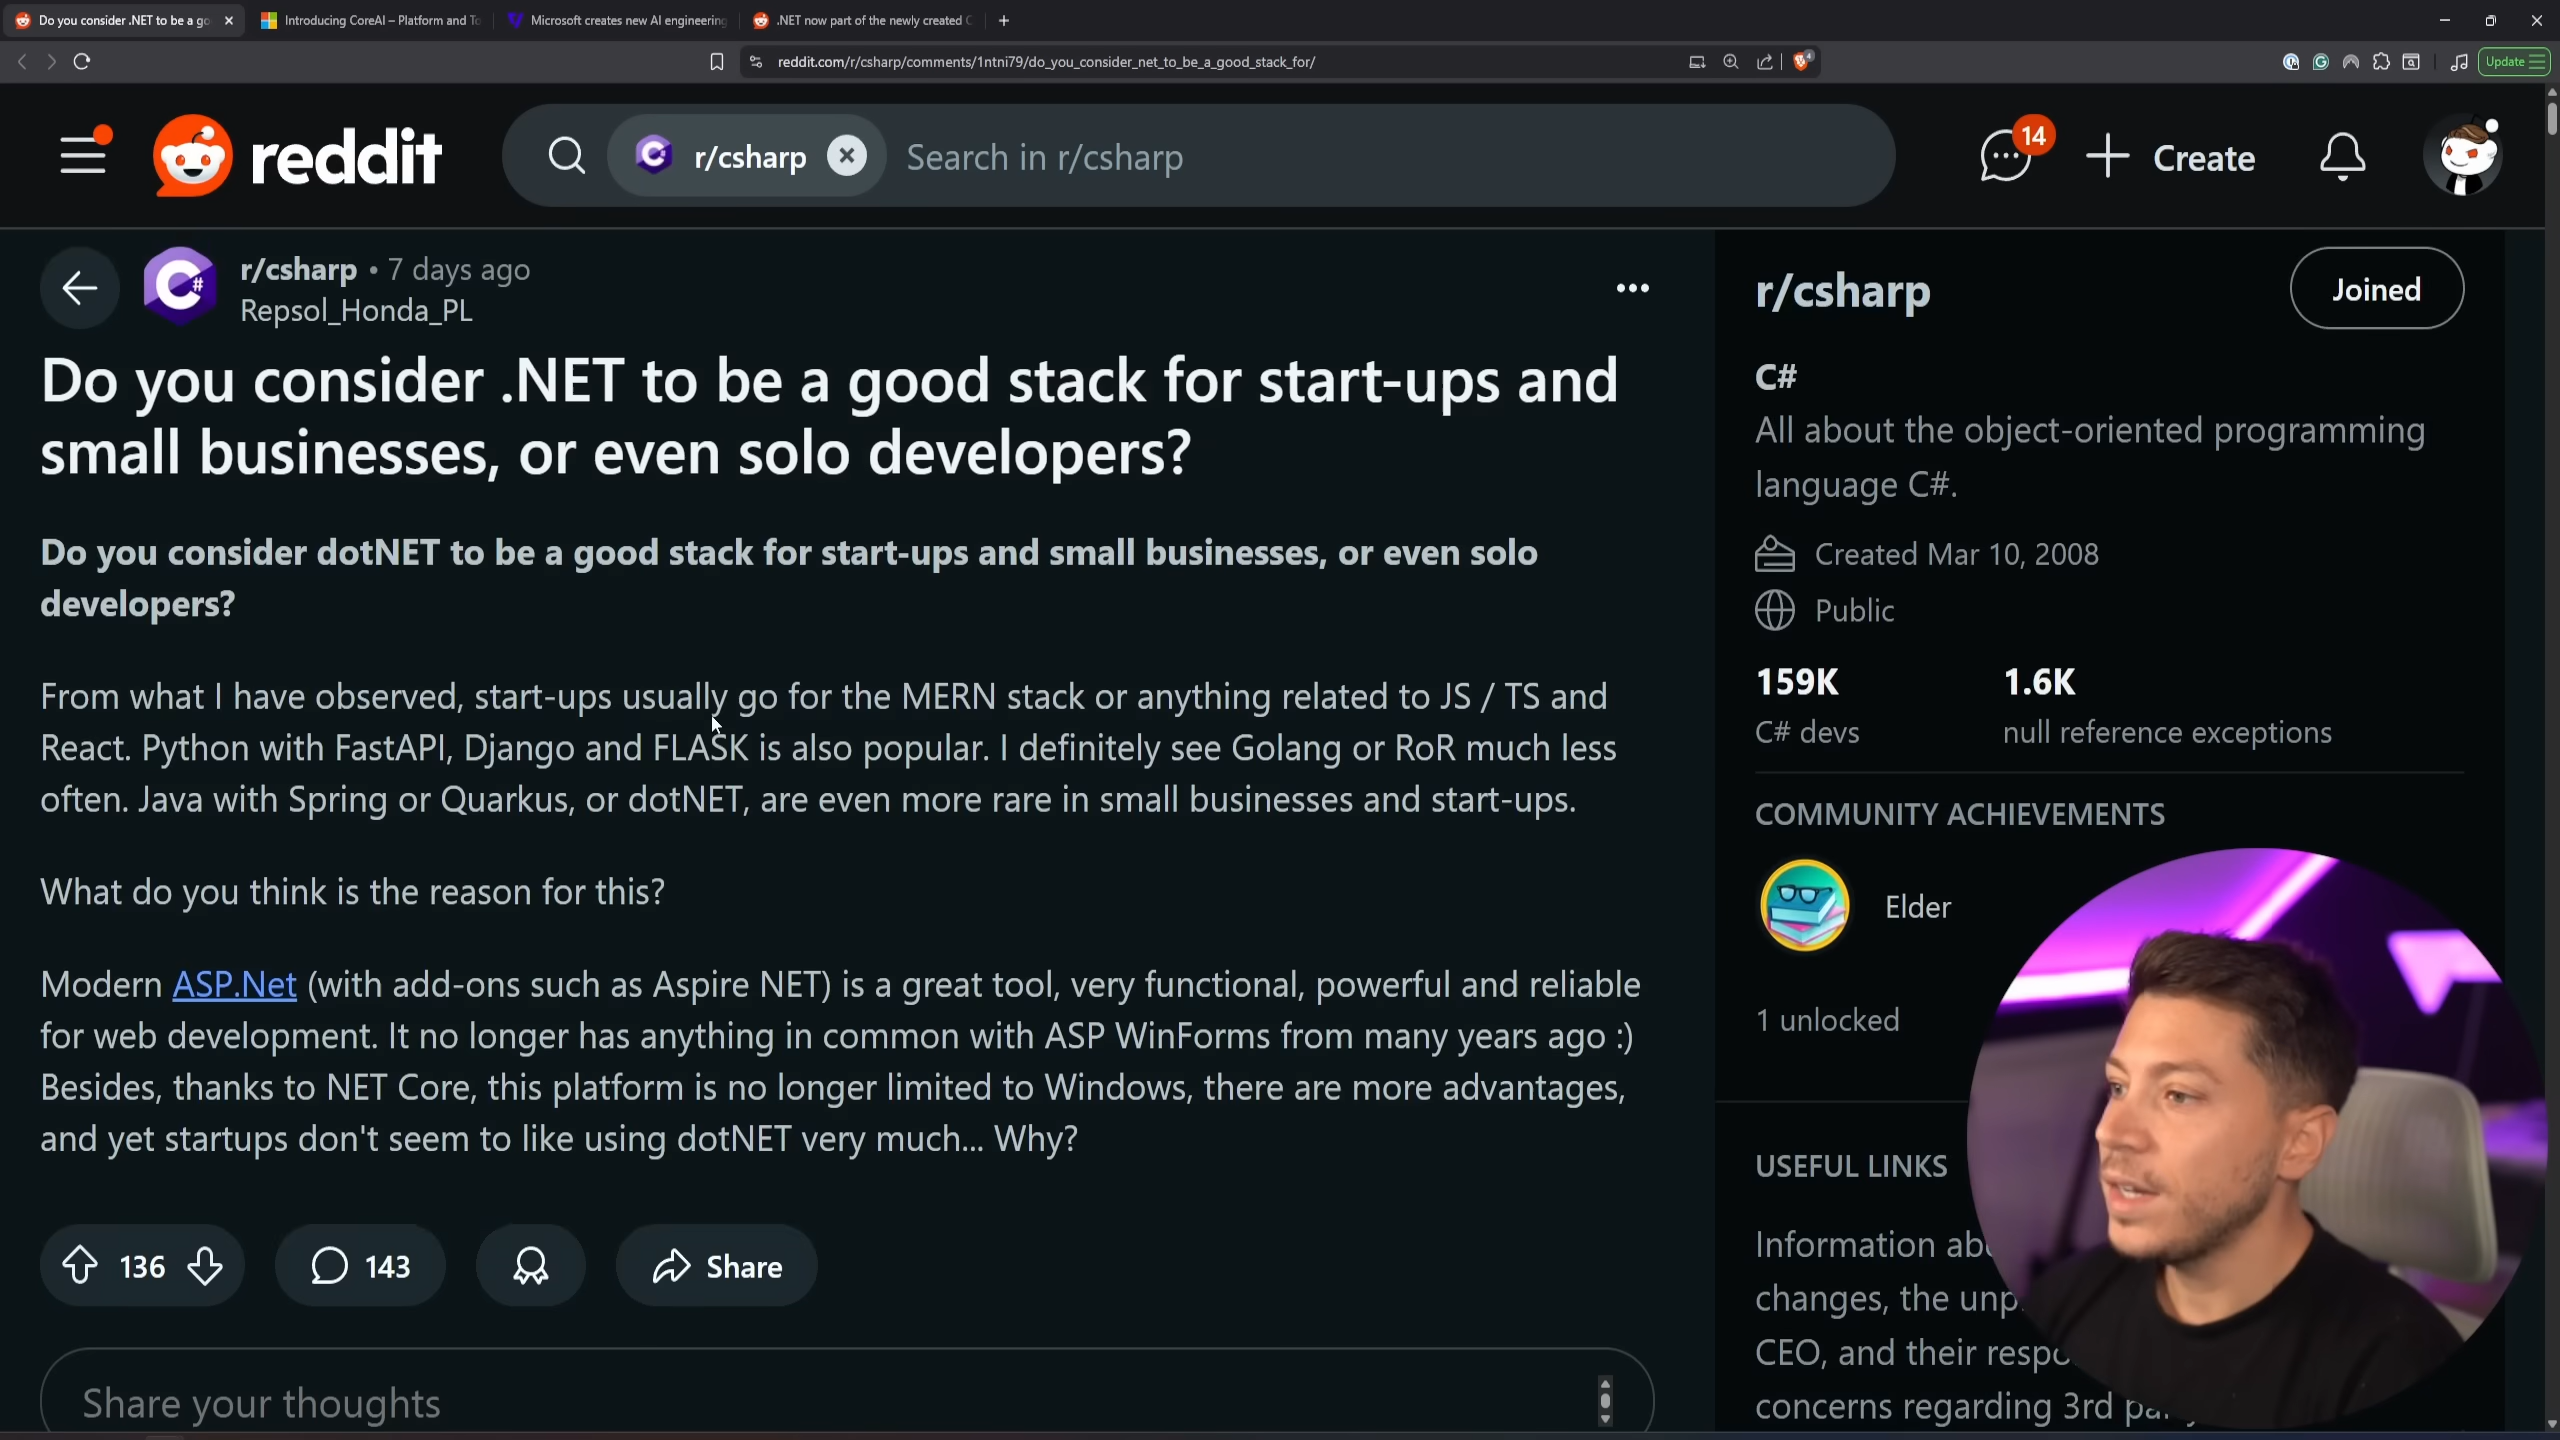 Do you consider .NET to be a go
Introducing CoreAI – Platform and To
Microsoft creates new AI engineering
.NET now part of the newly created C
reddit.com/r/csharp/comments/1ntni79/do_you_consider_net_to_be_a_good_stack_for/
4
Update
reddit
r/csharp
Search in r/csharp
14
Create
r/csharp • 7 days ago
Repsol_Honda_PL
Do you consider .NET to be a good stack for start-ups and
small businesses, or even solo developers?
Do you consider dotNET to be a good stack for start-ups and small businesses, or even solo
developers?
From what I have observed, start-ups usually go for the MERN stack or anything related to JS / TS and
React. Python with FastAPI, Django and FLASK is also popular. I definitely see Golang or RoR much less
often. Java with Spring or Quarkus, or dotNET, are even more rare in small businesses and start-ups.
What do you think is the reason for this?
Modern ASP.Net (with add-ons such as Aspire NET) is a great tool, very functional, powerful and reliable
for web development. It no longer has anything in common with ASP WinForms from many years ago :)
Besides, thanks to NET Core, this platform is no longer limited to Windows, there are more advantages,
and yet startups don't seem to like using dotNET very much... Why?
136
143
Share
Share your thoughts
r/csharp
Joined
C#
All about the object-oriented programming
language C#.
Created Mar 10, 2008
Public
159K
1.6K
C# devs
null reference exceptions
COMMUNITY ACHIEVEMENTS
Elder
1 unlocked
USEFUL LINKS
Information
changes, the
CEO, and their
concerns regarding 3rd